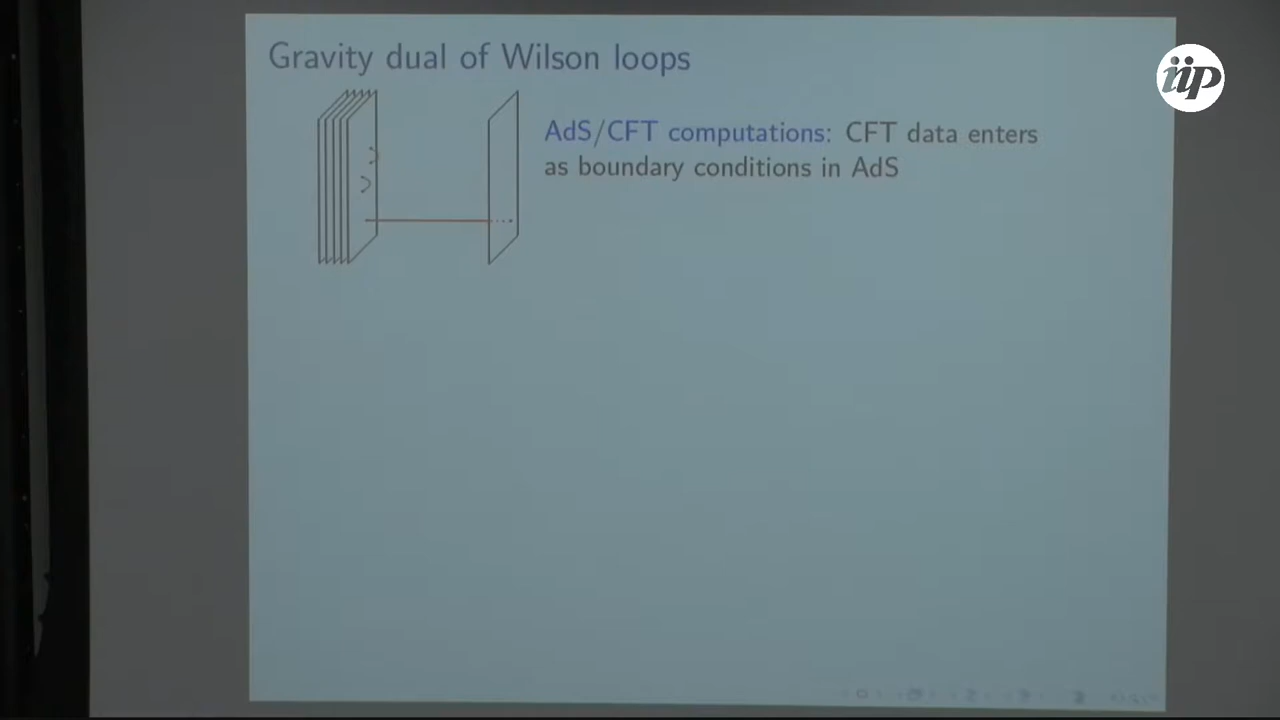 Gravity dual of Wilson loops
iip
AdS/CFT computations: CFT data enters
as boundary conditions in AdS